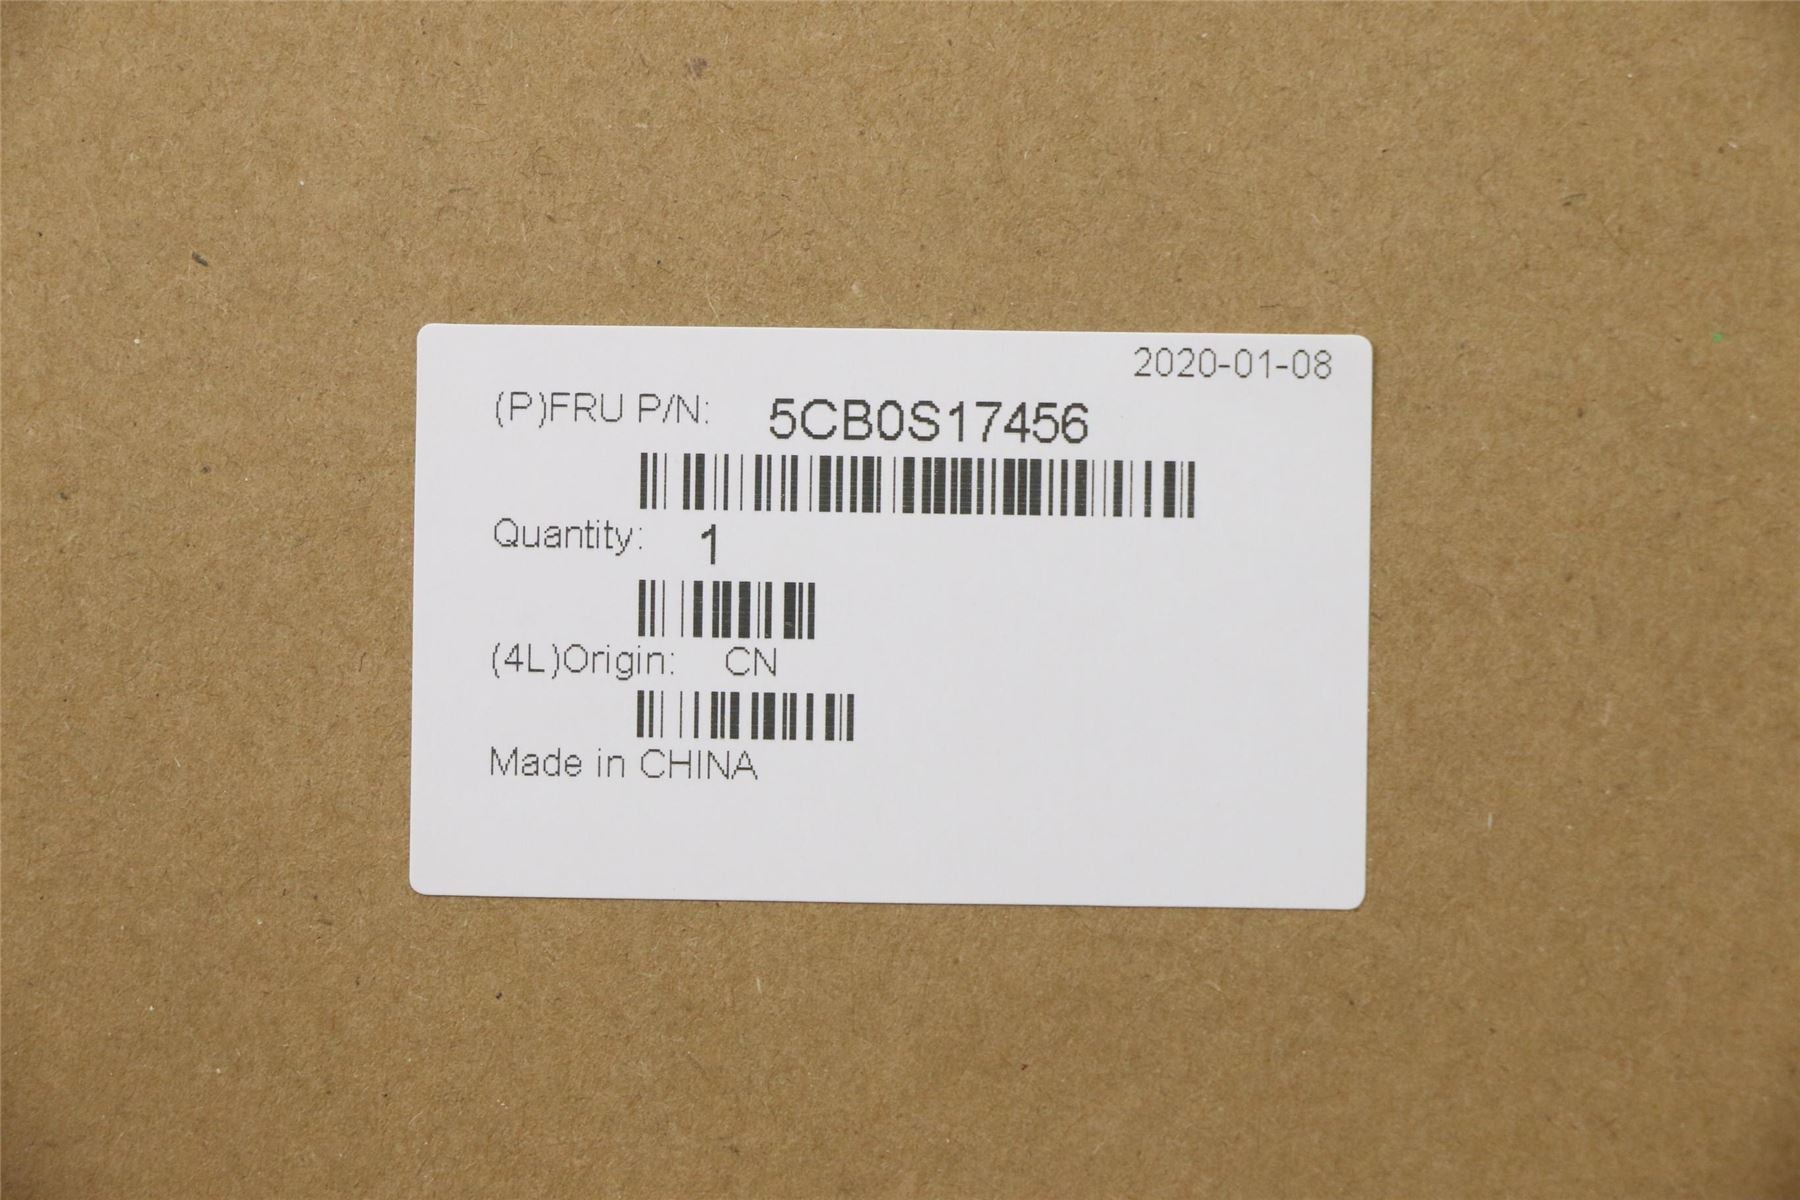 2020-01-08
(P)FRU P/N: 5CB0S17456
Quantity: 1
(4L)Origin: CN
Made in CHINA